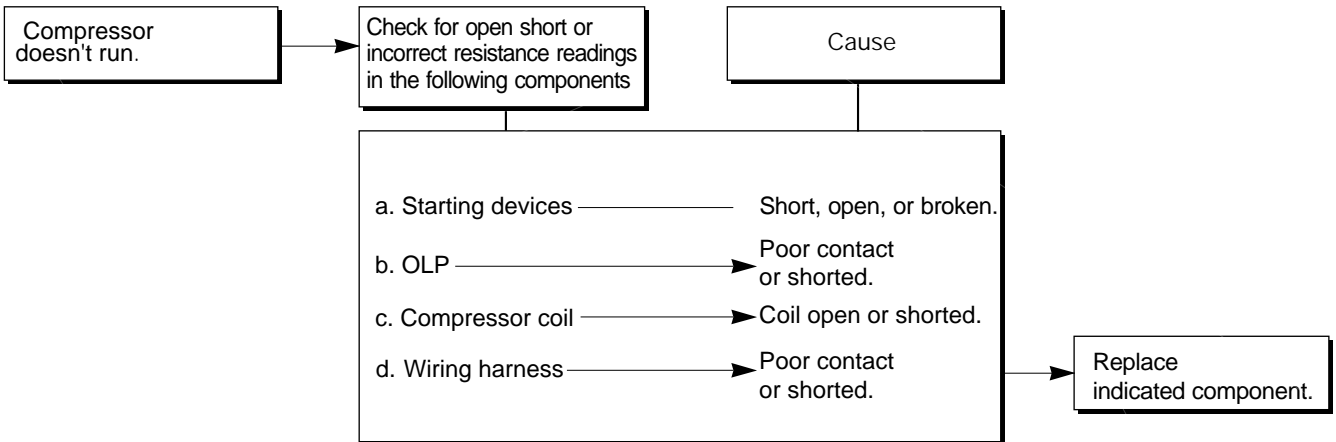 Compressor
doesn't run.
Check for open short or
incorrect resistance readings
in the following components
Cause
a. Starting devices
Short, open, or broken.
b. OLP
Poor contact
or shorted.
c. Compressor coil
Coil open or shorted.
d. Wiring harness
Poor contact
or shorted.
Replace
indicated component.